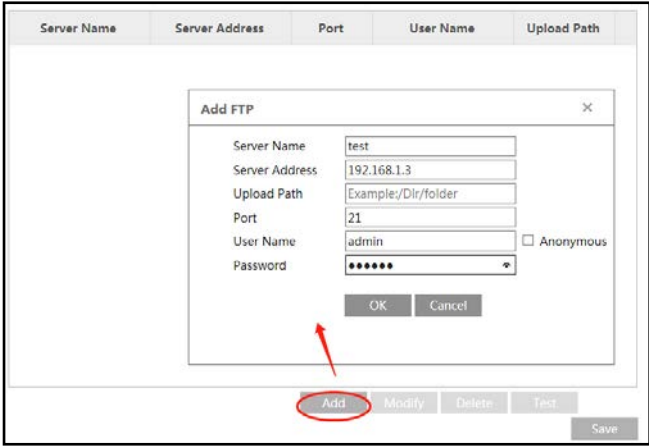 Server Name Server Address Port User Name Upload Path
Add FTP ×
Server Name test
Server Address 192.168.1.3
Upload Path Example:/Dir/folder
Port 21
User Name admin Anonymous
Password ●●●●●●
OK Cancel
Add Modify Delete Test
Save